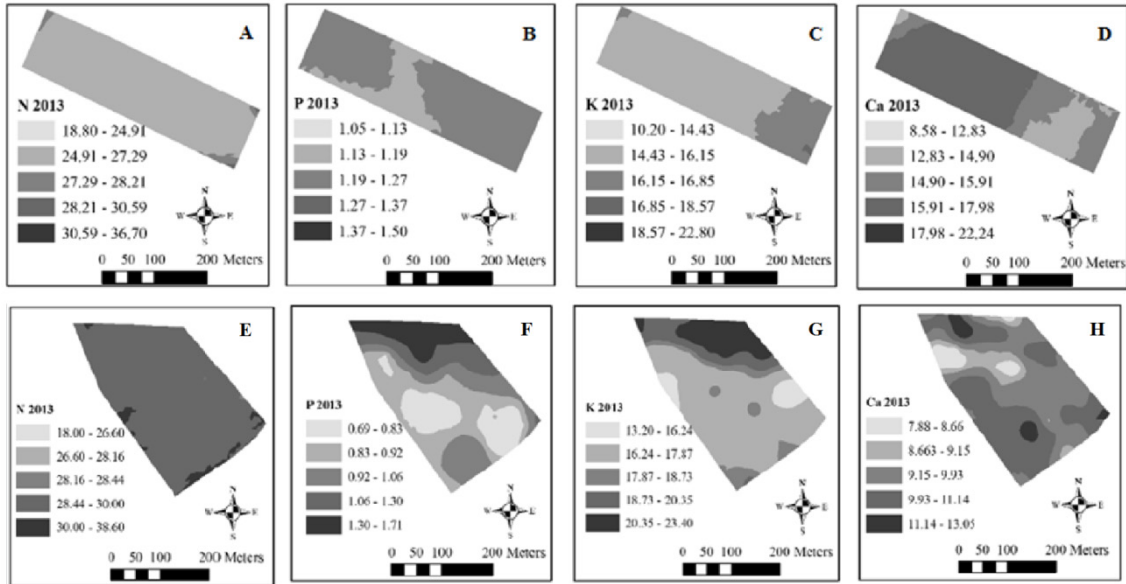 A
N 2013
18.80 - 24.91
24.91 - 27,29
27.29 - 28.21
28,21 - 30.59
30,59 - 36,70
N
W E
S
0 50 100 200 Meters
B
P 2013
1.05 - 1.13
1.13 - 1.19
1.19 - 1.27
1.27 - 1.37
1.37 - 1.50
N
W E
S
0 50 100 200 Meters
C
K 2013
10.20 - 14.43
14.43 - 16,15
16.15 - 16,85
16.85 - 18.57
18.57 - 22.80
N
W E
S
0 50 100 200 Meters
D
Ca 2013
8.58 - 12.83
12.83 - 14.90
14.90 - 15.91
15.91 - 17.98
17,98 - 22,24
N
W E
S
0 50 100 200 Meters
E
N 2013
18.00 - 26.60
26.60 - 28.16
28.16 - 28.44
28.44 - 30.00
30.00 - 38.60
N
W E
S
0 50 100 200 Meters
F
P 2013
0.69 - 0.83
0.83 - 0.92
0.92 - 1.06
1.06 - 1.30
1.30 - 1.71
N
W E
S
0 50 100 200 Meters
G
K 2013
13.20 - 16.24
16.24 - 17.87
17.87 - 18.73
18.73 - 20.35
20.35 - 23.40
N
W E
S
0 50 100 200 Meters
H
Ca 2013
7.88 - 8.66
8.663 - 9.15
9.15 - 9.93
9.93 - 11.14
11.14 - 13.05
N
W E
S
0 50 100 200 Meters